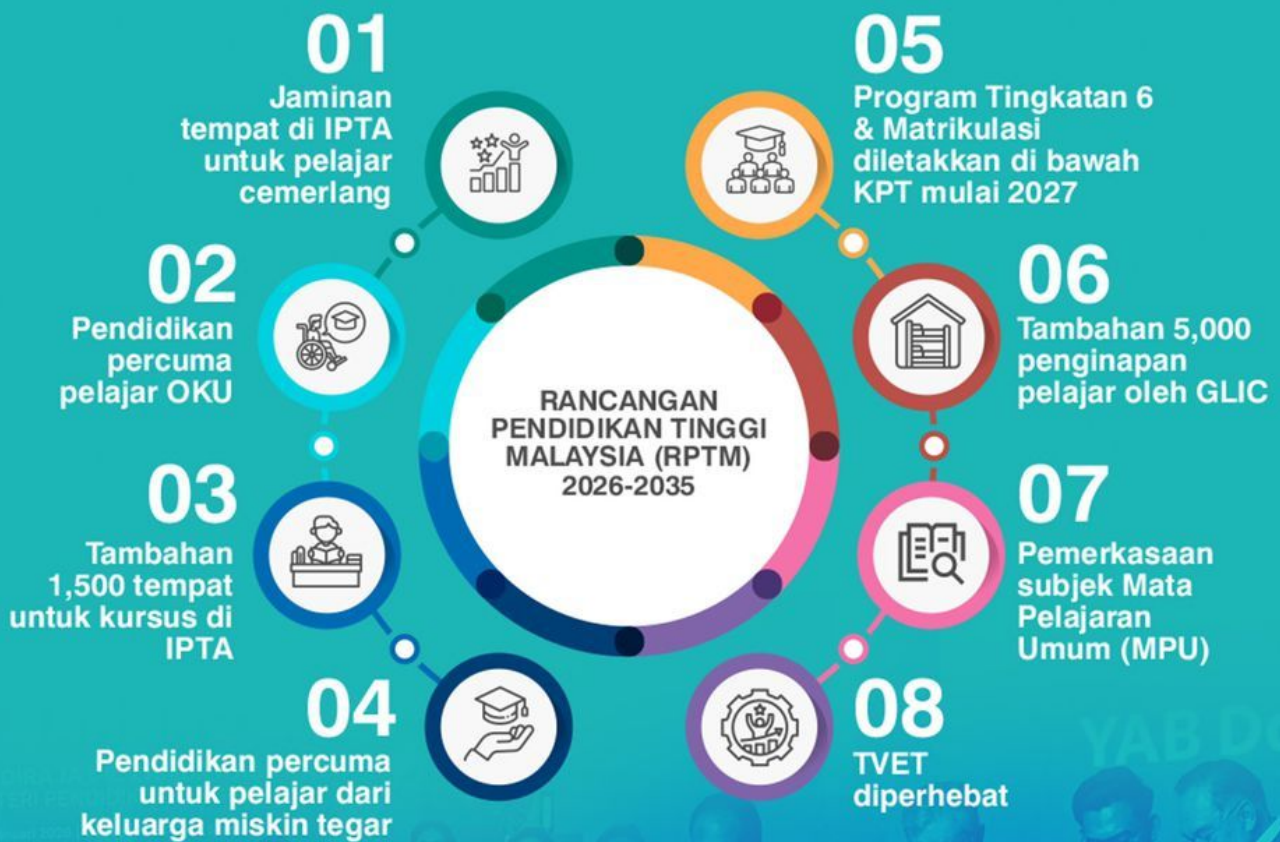 01
Jaminan
tempat di IPTA
untuk pelajar
cemerlang
02
Pendidikan
percuma
pelajar OKU
03
Tambahan
1,500 tempat
untuk kursus di
IPTA
04
Pendidikan percuma
untuk pelajar dari
keluarga miskin tegar
RANCANGAN
PENDIDIKAN TINGGI
MALAYSIA (RPTM)
2026-2035
05
Program Tingkatan 6
& Matrikulasi
diletakkan di bawah
KPT mulai 2027
06
Tambahan 5,000
penginapan
pelajar oleh GLIC
07
Pemerkasaan
subjek Mata
Pelajaran
Umum (MPU)
08
TVET
diperhebat
YAB